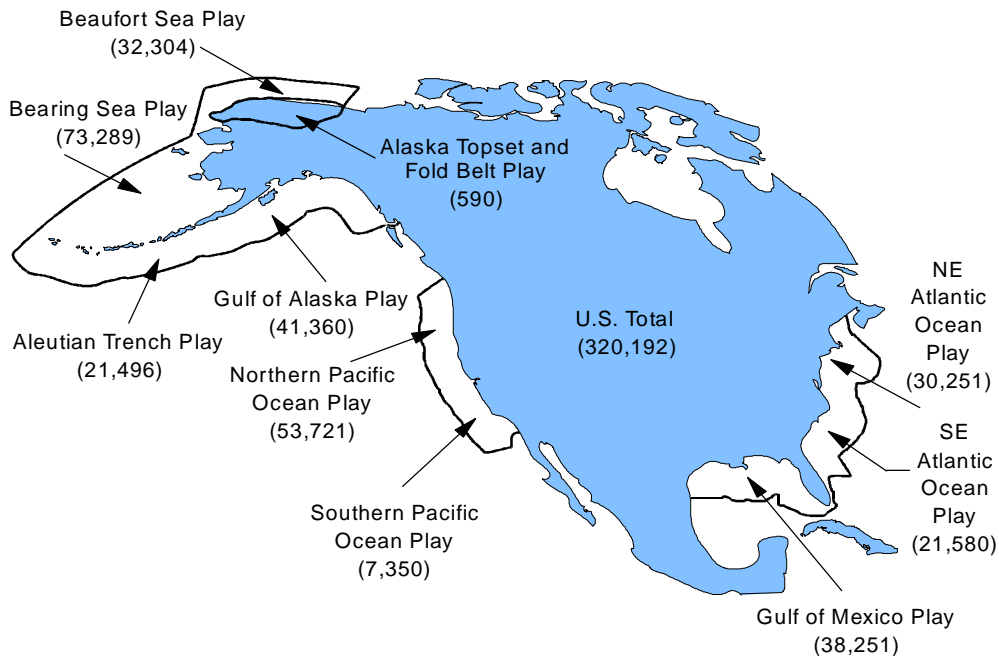 Beaufort Sea Play
(32,304)
Bearing Sea Play
(73,289)
Alaska Topset and
Fold Belt Play
(590)
Gulf of Alaska Play
(41,360)
Aleutian Trench Play
(21,496)
Northern Pacific
Ocean Play
(53,721)
Southern Pacific
Ocean Play
(7,350)
U.S. Total
(320,192)
NE
Atlantic
Ocean
Play
(30,251)
SE
Atlantic
Ocean
Play
(21,580)
Gulf of Mexico Play
(38,251)